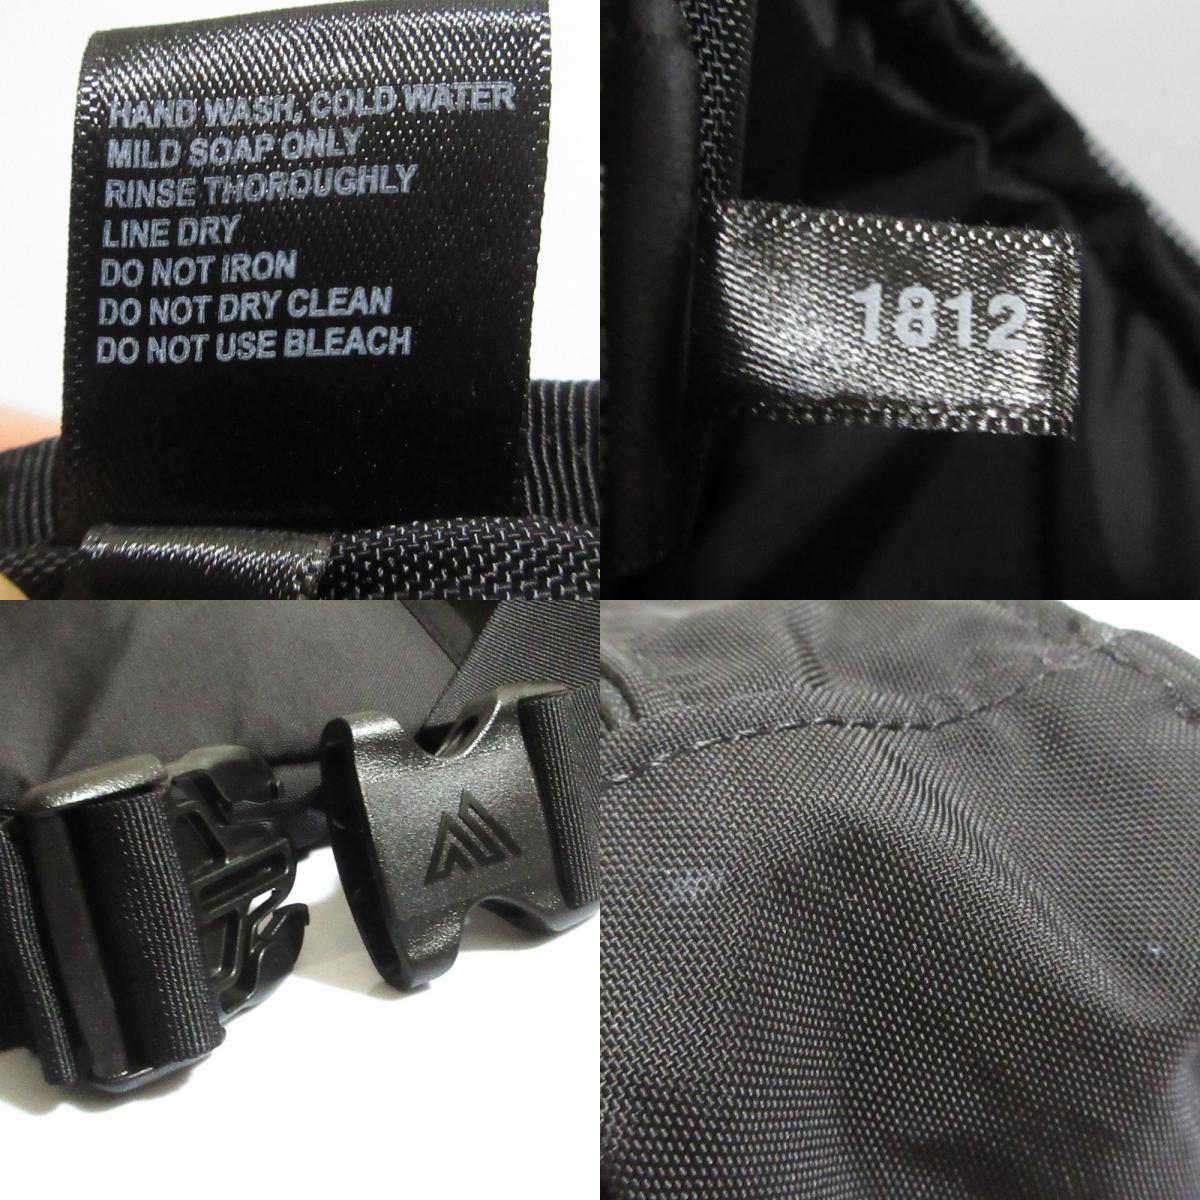 HAND WASH, COLD WATER
MILD SOAP ONLY
RINSE THOROUGHLY
LINE DRY
DO NOT IRON
DO NOT DRY CLEAN
DO NOT USE BLEACH
1812